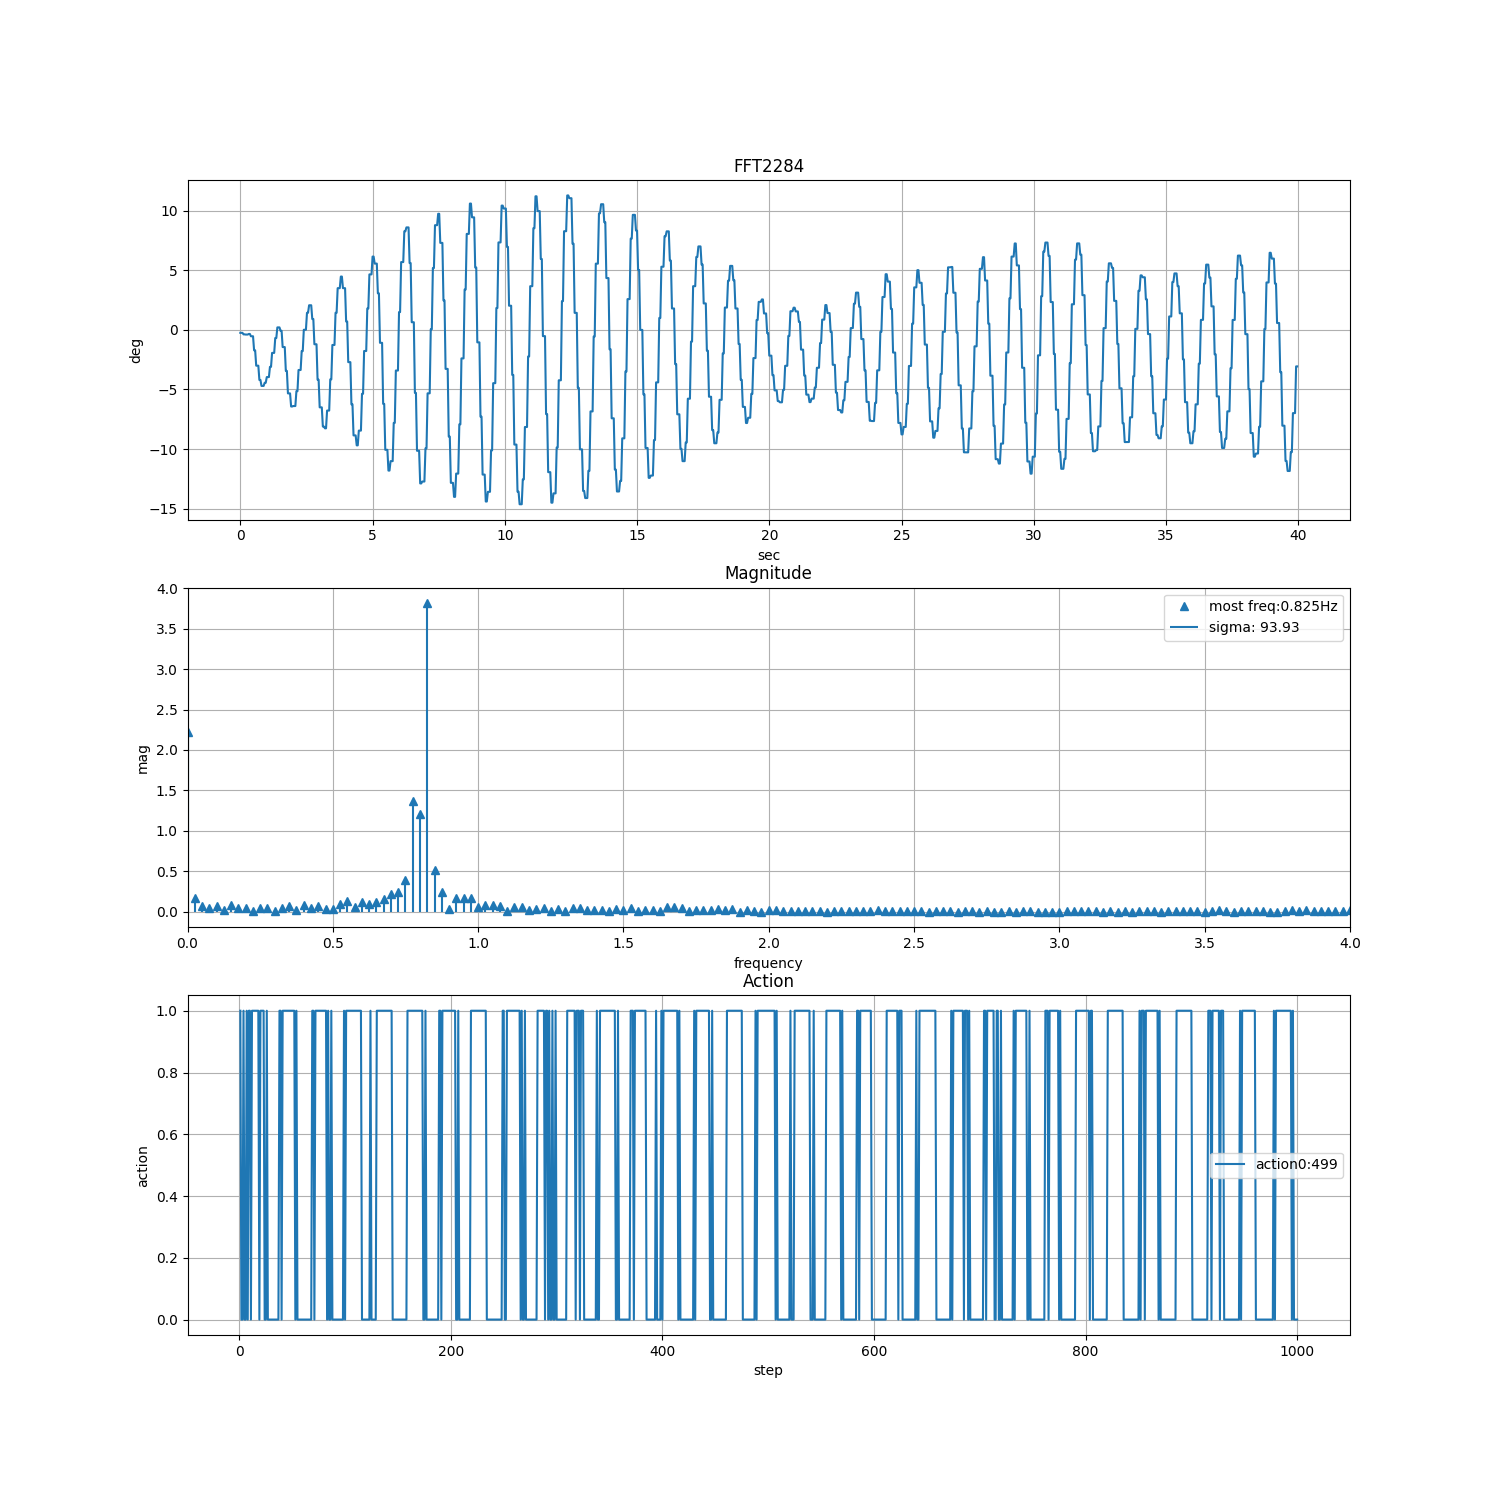 FFT2284
10
5
0
−5
−10
−15
deg
0 5 10 15 20 25 30 35 40
sec
Magnitude
4.0
3.5
3.0
2.5
2.0
1.5
1.0
0.5
0.0
mag
most freq:0.825Hz
sigma: 93.93
0.0 0.5 1.0 1.5 2.0 2.5 3.0 3.5 4.0
frequency
Action
1.0
0.8
0.6
0.4
0.2
0.0
action
action0:499
0 200 400 600 800 1000
step